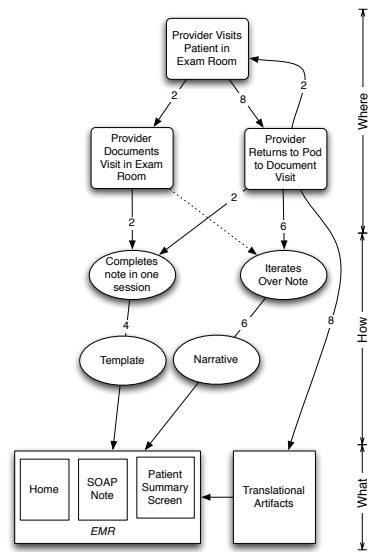 Provider Visits
Patient in
Exam Room
2
8
2
Where
Provider
Documents
Visit in Exam
Room
Provider
Returns to Pod
to Document
Visit
2
2
6
Completes
note in one
session
Iterates
Over Note
How
4
6
8
Template
Narrative
Home
SOAP
Note
Patient
Summary
Screen
EMR
Translational
Artifacts
What